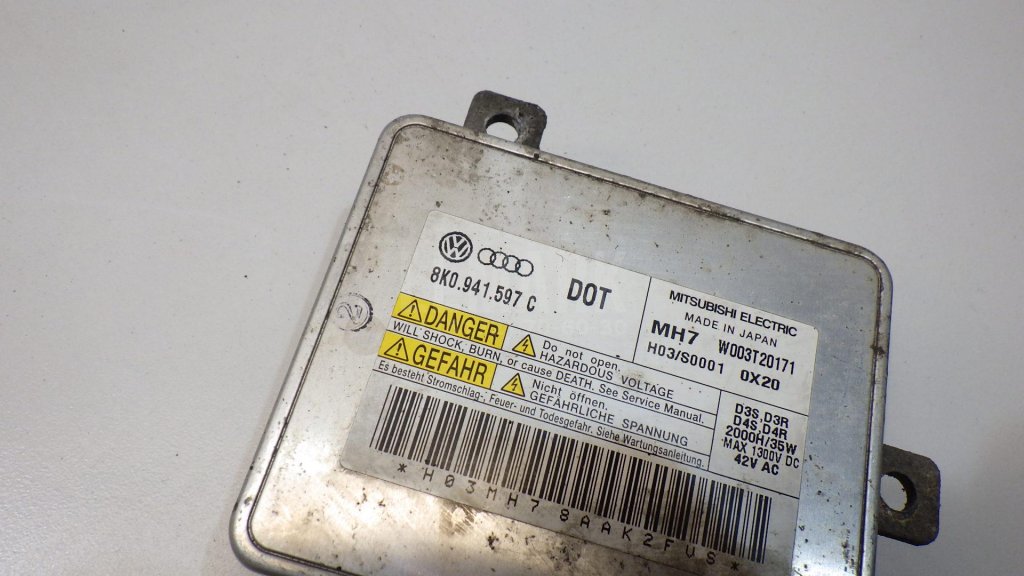 8K0.941.597 C
DOT
MITSUBISHI ELECTRIC
MADE IN JAPAN
MH7 W003T20171
H03/S0001 0X20
DANGER
Do not open.
HAZARDOUS VOLTAGE
WILL SHOCK, BURN, or cause DEATH. See Service Manual.
GEFAHR
Nicht öffnen.
GEFÄHRLICHE SPANNUNG
Es besteht Stromschlag-, Feuer- und Todesgefahr. Siehe Wartungsanleitung.
D3S,D3R
D4S,D4R
2000H/35W
MAX 1300V DC
42V AC
*H03MH78AAK2FVS*